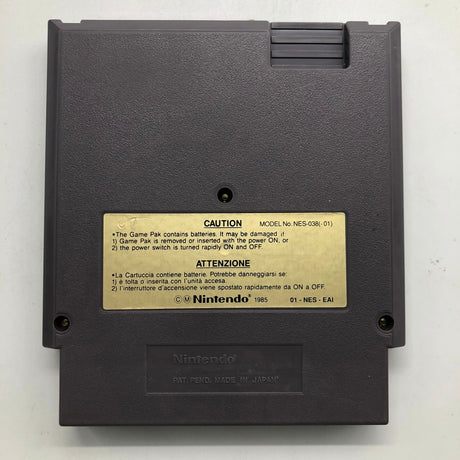 CAUTION MODEL No. NES-038(-01)
•The Game Pak contains batteries. It may be damaged if
1) Game Pak is removed or inserted with the power ON, or
2) the power switch is turned rapidly ON and OFF.
ATTENZIONE
•La Cartuccia contiene batterie. Potrebbe danneggiarsi se:
1) è tolta o inserita con l'unità accesa.
2) l'interruttore d'accensione viene spostato rapidamente da ON a OFF.
©M Nintendo® 1985 01 - NES - EAI
Nintendo®
PAT. PEND. MADE IN JAPAN